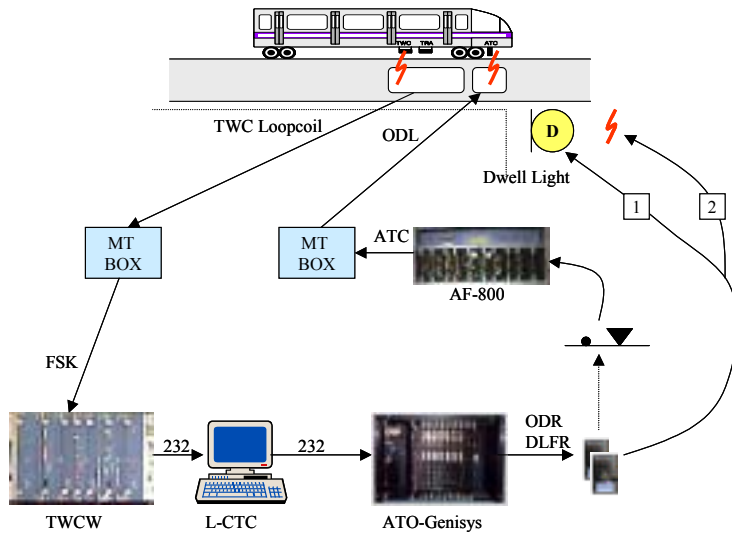 TWC TRA ATC
TWC Loopcoil
ODL
D
Dwell Light
1
2
MT
BOX
MT
BOX
ATC
AF-800
FSK
ODR
DLFR
232
232
TWCW
L-CTC
ATO-Genisys